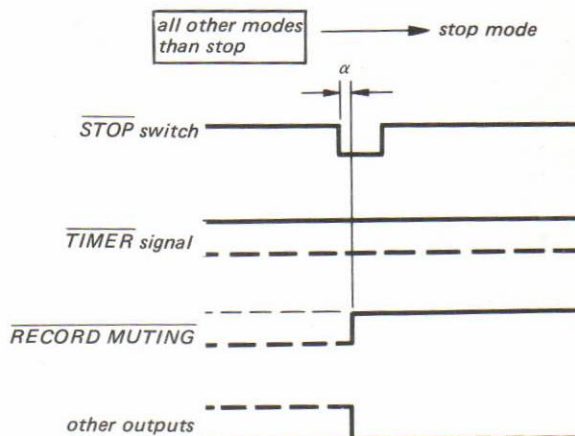 all other modes
than stop
stop mode
α
STOP switch
TIMER signal
RECORD MUTING
other outputs